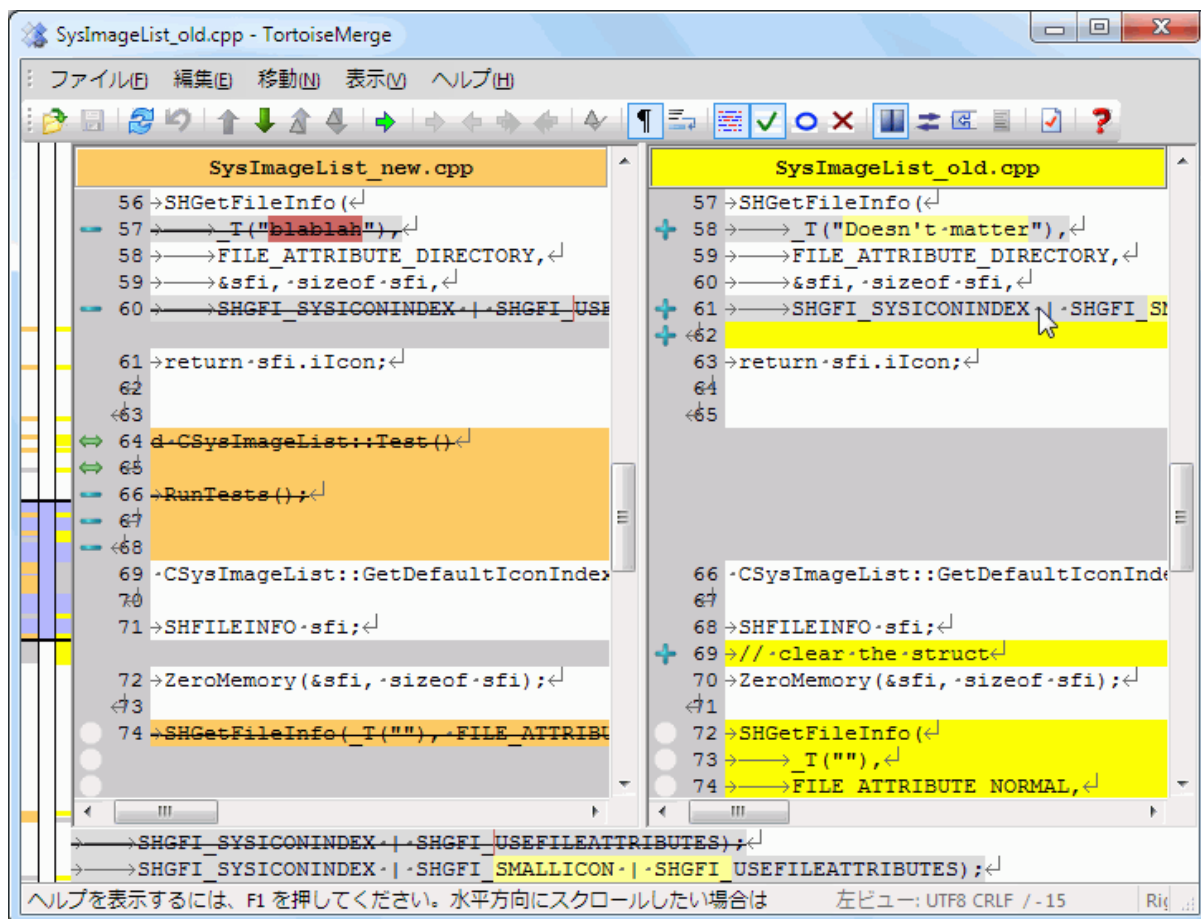 SysImageList_old.cpp - TortoiseMerge
ファイル(F) 編集(E) 移動(N) 表示(V) ヘルプ(H)
SysImageList_new.cpp
56 →SHGetFileInfo(↵
57 →——→_T("blablah"),↵
58 →——→FILE_ATTRIBUTE_DIRECTORY,↵
59 →——→&sfi,·sizeof·sfi,↵
60 →——→SHGFI_SYSICONINDEX·|·SHGFI_USE
61 →return·sfi.iIcon;↵
62
63
64 d·CSysImageList::Test()↵
65
66 →RunTests();↵
67
68
69 ·CSysImageList::GetDefaultIconIndex
70
71 →SHFILEINFO·sfi;↵
72 →ZeroMemory(&sfi,·sizeof·sfi);↵
73
74 →SHGetFileInfo(_T(""),·FILE_ATTRIBU
SysImageList_old.cpp
57 →SHGetFileInfo(↵
58 →——→_T("Doesn't·matter"),↵
59 →——→FILE_ATTRIBUTE_DIRECTORY,↵
60 →——→&sfi,·sizeof·sfi,↵
61 →——→SHGFI_SYSICONINDEX·|·SHGFI_SM
62
63 →return·sfi.iIcon;↵
64
65
66 ·CSysImageList::GetDefaultIconInde
67
68 →SHFILEINFO·sfi;↵
69 →//·clear·the·struct↵
70 →ZeroMemory(&sfi,·sizeof·sfi);↵
71
72 →SHGetFileInfo(↵
73 →——→_T(""),↵
74 →——→FILE_ATTRIBUTE_NORMAL,↵
→——→SHGFI_SYSICONINDEX·|·SHGFI_USEFILEATTRIBUTES);↵
→——→SHGFI_SYSICONINDEX·|·SHGFI_SMALLICON·|·SHGFI_USEFILEATTRIBUTES);↵
ヘルプを表示するには、F1 を押してください。水平方向にスクロールしたい場合は 左ビュー: UTF8 CRLF / -15 Rig